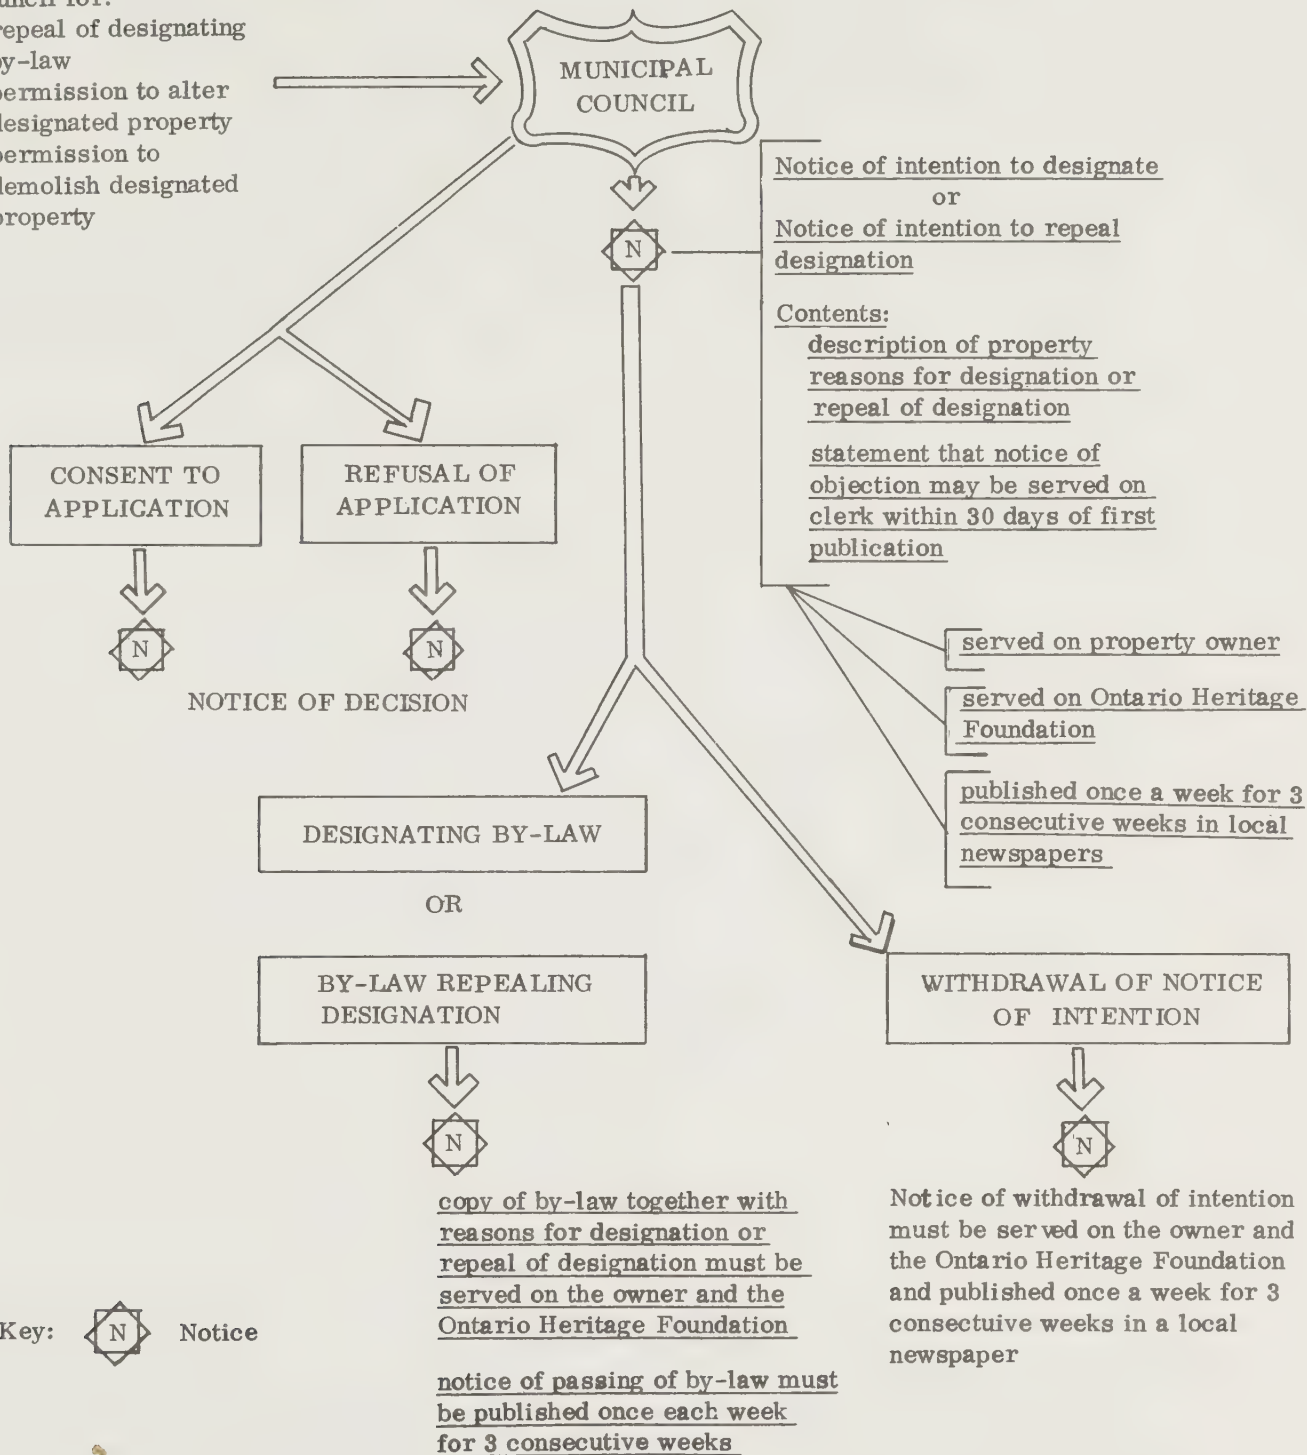 repeal of designating
by-law
permission to alter
designated property
permission to
demolish designated
property
MUNICIPAL
COUNCIL
N
Notice of intention to designate
or
Notice of intention to repeal
designation
Contents:
description of property
reasons for designation or
repeal of designation
statement that notice of
objection may be served on
clerk within 30 days of first
publication
CONSENT TO
APPLICATION
REFUSAL OF
APPLICATION
N
N
NOTICE OF DECISION
served on property owner
served on Ontario Heritage
Foundation
published once a week for 3
consecutive weeks in local
newspapers
DESIGNATING BY-LAW
OR
BY-LAW REPEALING
DESIGNATION
WITHDRAWAL OF NOTICE
OF INTENTION
N
N
copy of by-law together with
reasons for designation or
repeal of designation must be
served on the owner and the
Ontario Heritage Foundation
notice of passing of by-law must
be published once each week
for 3 consecutive weeks
Notice of withdrawal of intention
must be served on the owner and
the Ontario Heritage Foundation
and published once a week for 3
consectuive weeks in a local
newspaper
Key: N Notice